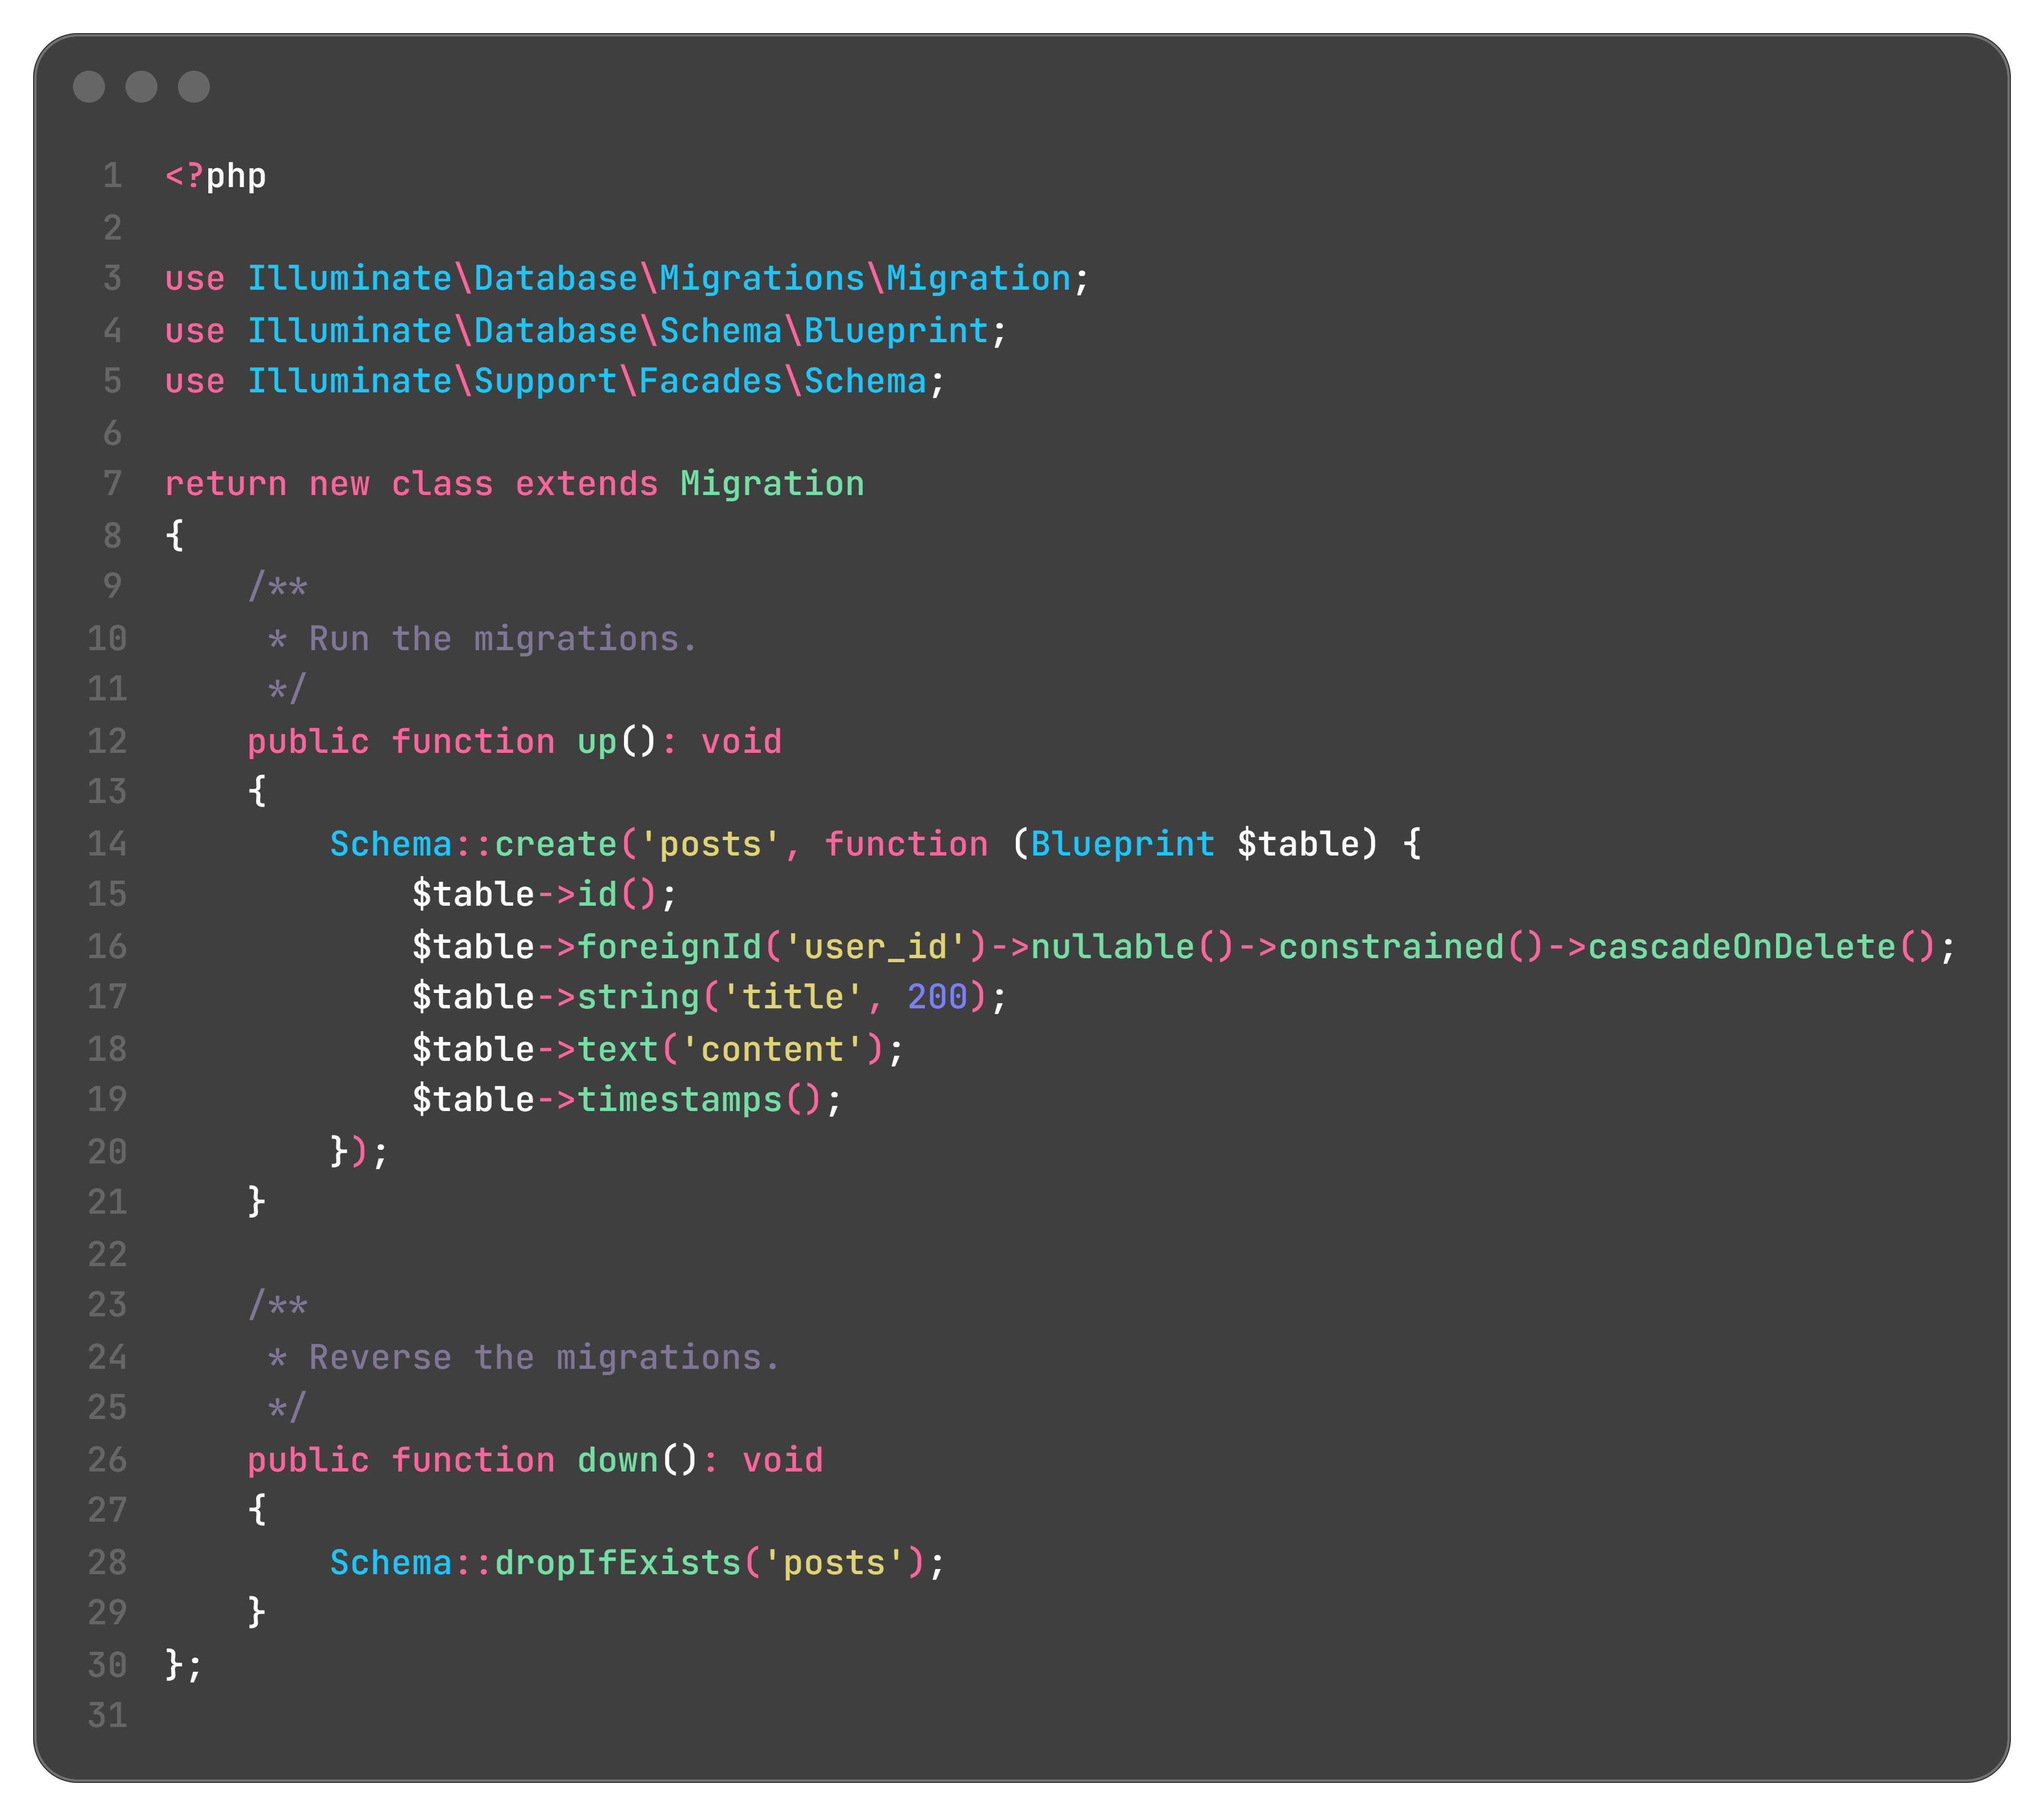 1 <?php
2
3 use Illuminate\Database\Migrations\Migration;
4 use Illuminate\Database\Schema\Blueprint;
5 use Illuminate\Support\Facades\Schema;
6
7 return new class extends Migration
8 {
9     /**
10      * Run the migrations.
11      */
12     public function up(): void
13     {
14         Schema::create('posts', function (Blueprint $table) {
15             $table->id();
16             $table->foreignId('user_id')->nullable()->constrained()->cascadeOnDelete();
17             $table->string('title', 200);
18             $table->text('content');
19             $table->timestamps();
20         });
21     }
22
23     /**
24      * Reverse the migrations.
25      */
26     public function down(): void
27     {
28         Schema::dropIfExists('posts');
29     }
30 };
31